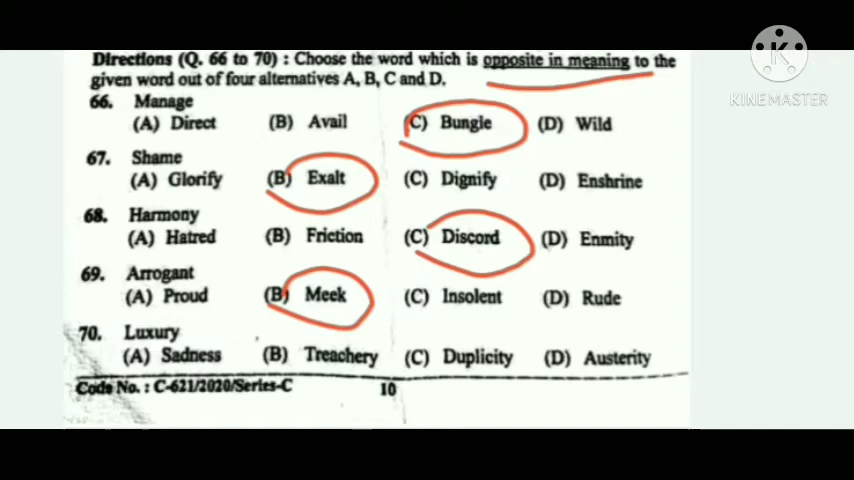 Directions (Q. 66 to 70) : Choose the word which is opposite in meaning to the
given word out of four alternatives A, B, C and D.
66. Manage
(A) Direct (B) Avail (C) Bungle (D) Wild
67. Shame
(A) Glorify (B) Exalt (C) Dignify (D) Enshrine
68. Harmony
(A) Hatred (B) Friction (C) Discord (D) Enmity
69. Arrogant
(A) Proud (B) Meek (C) Insolent (D) Rude
70. Luxury
(A) Sadness (B) Treachery (C) Duplicity (D) Austerity
Code No. : C-621/2020/Series-C 10
K
KINEMASTER